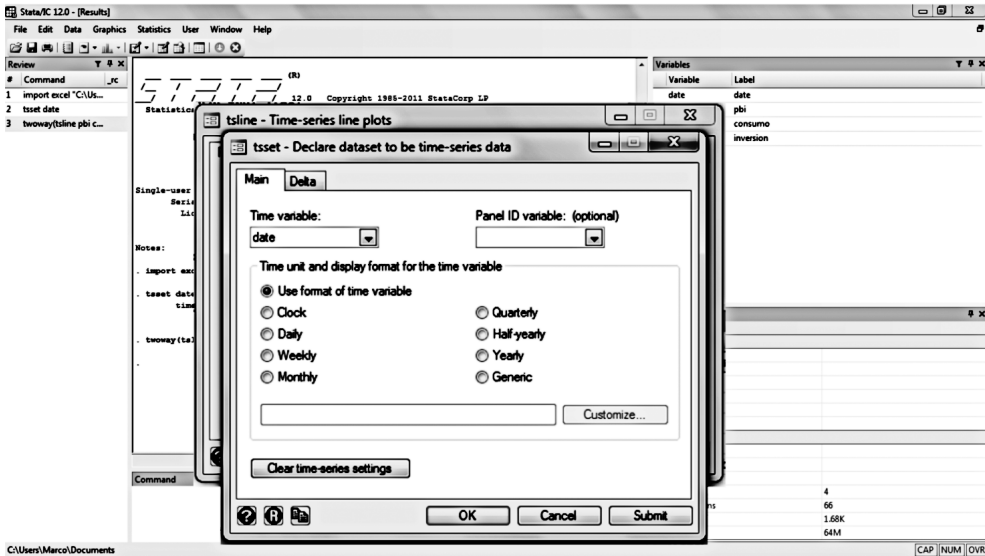 Stata/IC 12.0 - [Results]
File Edit Data Graphics Statistics User Window Help
Review
# Command _rc
1 import excel "C:\Us...
2 tsset date
3 twoway(tsline pbi c...
(R)
12.0 Copyright 1985-2011 StataCorp LP
Statistic
Single-user
Seria
Lic
Notes:
. import exc
. tsset date
time
. twoway(tsl
.
Command
Variables
Variable Label
date date
pbi
consumo
inversion
tsline - Time-series line plots
tsset - Declare dataset to be time-series data
Main Delta
Time variable: Panel ID variable: (optional)
date
Time unit and display format for the time variable
Use format of time variable
Clock Quarterly
Daily Half-yearly
Weekly Yearly
Monthly Generic
Customize...
Clear time-series settings
? R OK Cancel Submit
4
ns 66
1.68K
64M
C:\Users\Marco\Documents CAP NUM OVR